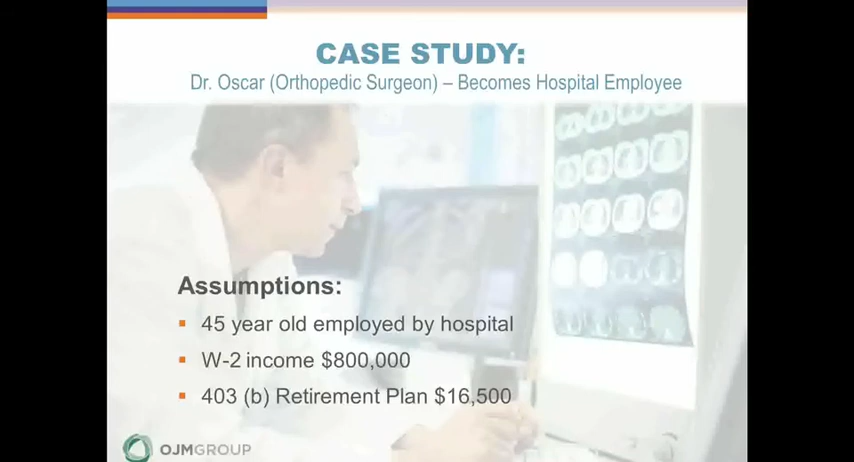 CASE STUDY:
Dr. Oscar (Orthopedic Surgeon) – Becomes Hospital Employee
Assumptions:
45 year old employed by hospital
W-2 income $800,000
403 (b) Retirement Plan $16,500
OJMGROUP